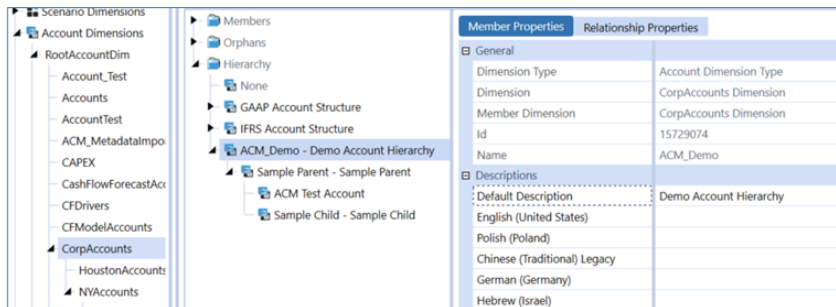 Scenario Dimensions
Account Dimensions
RootAccountDim
Account_Test
Accounts
AccountTest
ACM_MetadataImpo
CAPEX
CashFlowForecastAcc
CFDrivers
CFModelAccounts
CorpAccounts
HoustonAccounts
NYAccounts
Members
Orphans
Hierarchy
None
GAAP Account Structure
IFRS Account Structure
ACM_Demo - Demo Account Hierarchy
Sample Parent - Sample Parent
ACM Test Account
Sample Child - Sample Child
Member Properties Relationship Properties
General
Dimension Type Account Dimension Type
Dimension CorpAccounts Dimension
Member Dimension CorpAccounts Dimension
Id 15729074
Name ACM_Demo
Descriptions
Default Description Demo Account Hierarchy
English (United States)
Polish (Poland)
Chinese (Traditional) Legacy
German (Germany)
Hebrew (Israel)